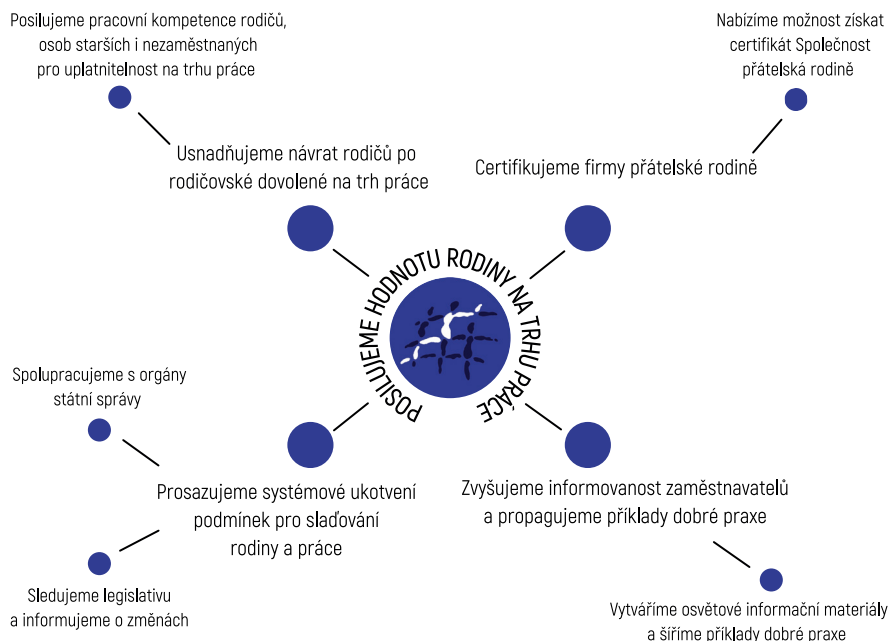 Posilujeme pracovní kompetence rodičů,
osob starších i nezaměstnaných
pro uplatnitelnost na trhu práce
Nabízíme možnost získat
certifikát Společnost
přátelská rodině
Usnadňujeme návrat rodičů po
rodičovské dovolené na trh práce
Certifikujeme firmy přátelské rodině
POSILUJEME HODNOTU RODINY NA TRHU PRÁCE
Spolupracujeme s orgány
státní správy
Prosazujeme systémové ukotvení
podmínek pro slaďování
rodiny a práce
Zvyšujeme informovanost zaměstnavatelů
a propagujeme příklady dobré praxe
Sledujeme legislativu
a informujeme o změnách
Vytváříme osvětové informační materiály
a šíříme příklady dobré praxe